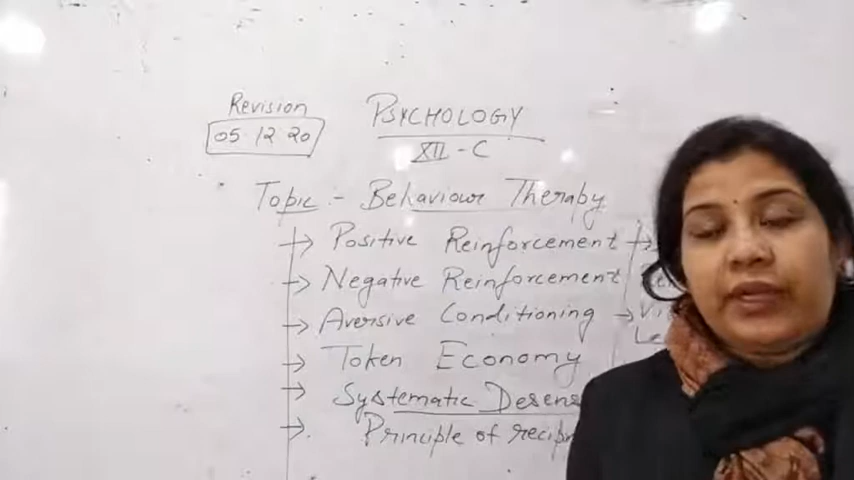 Revision
05.12.20
PSYCHOLOGY
XII - C
Topic :- Behaviour Therapy
→ Positive Reinforcement →
→ Negative Reinforcement
→ Aversive Conditioning →
→ Token Economy
→ Systematic
→ Principle of